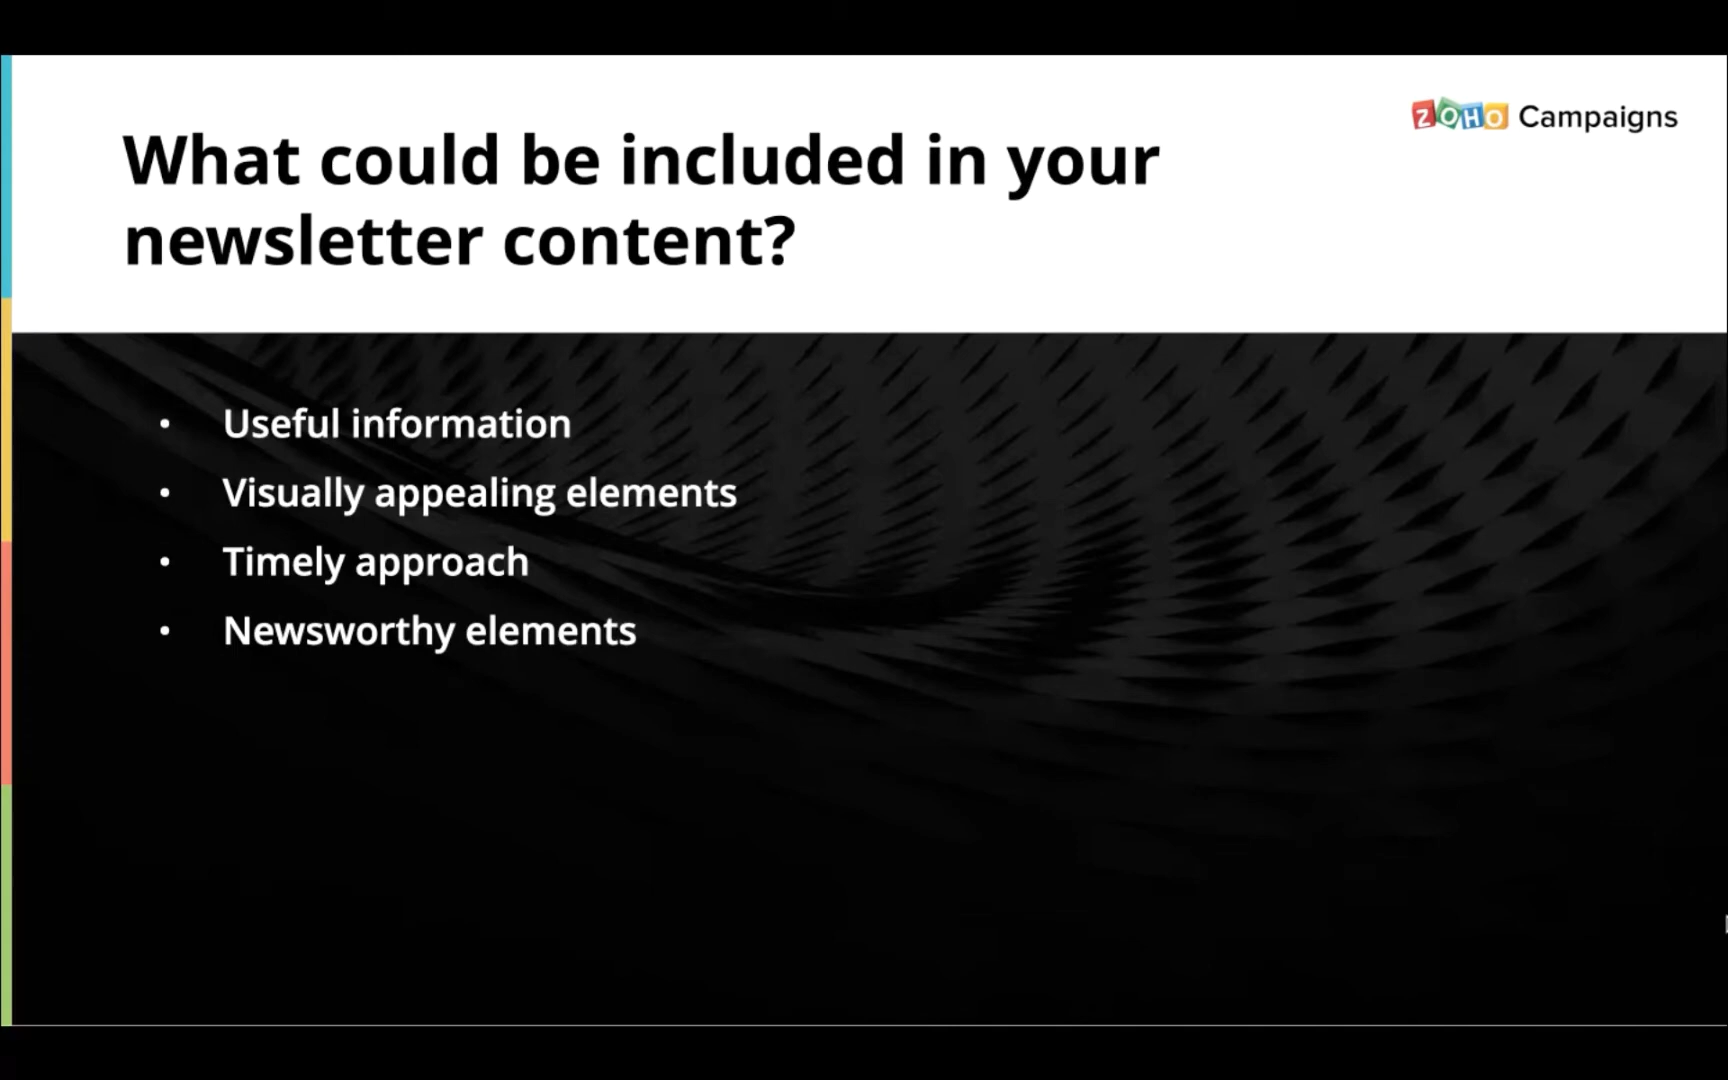 ZOHO Campaigns
What could be included in your
newsletter content?
• Useful information
• Visually appealing elements
• Timely approach
• Newsworthy elements